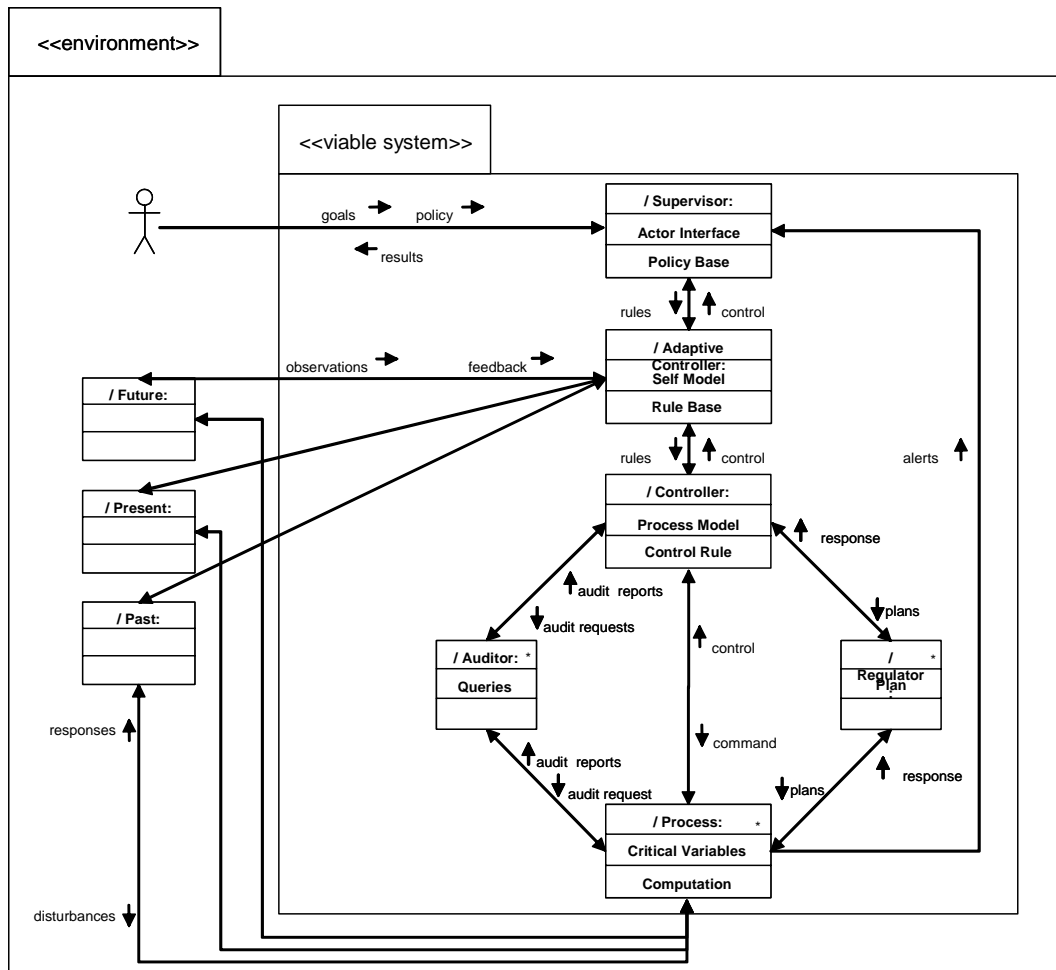 <<environment>>
<<viable system>>
/ Supervisor:
Actor Interface
Policy Base
goals policy
results
rules control
/ Adaptive
Controller:
Self Model
Rule Base
observations feedback
/ Future:
rules control
alerts
/ Controller:
Process Model
Control Rule
/ Present:
response
audit reports
plans
audit requests
/ Past:
control
/ Auditor: *
Queries
/ *
Regulator
Plan
:
responses
command
audit reports
response
audit request
plans
/ Process: *
Critical Variables
Computation
disturbances